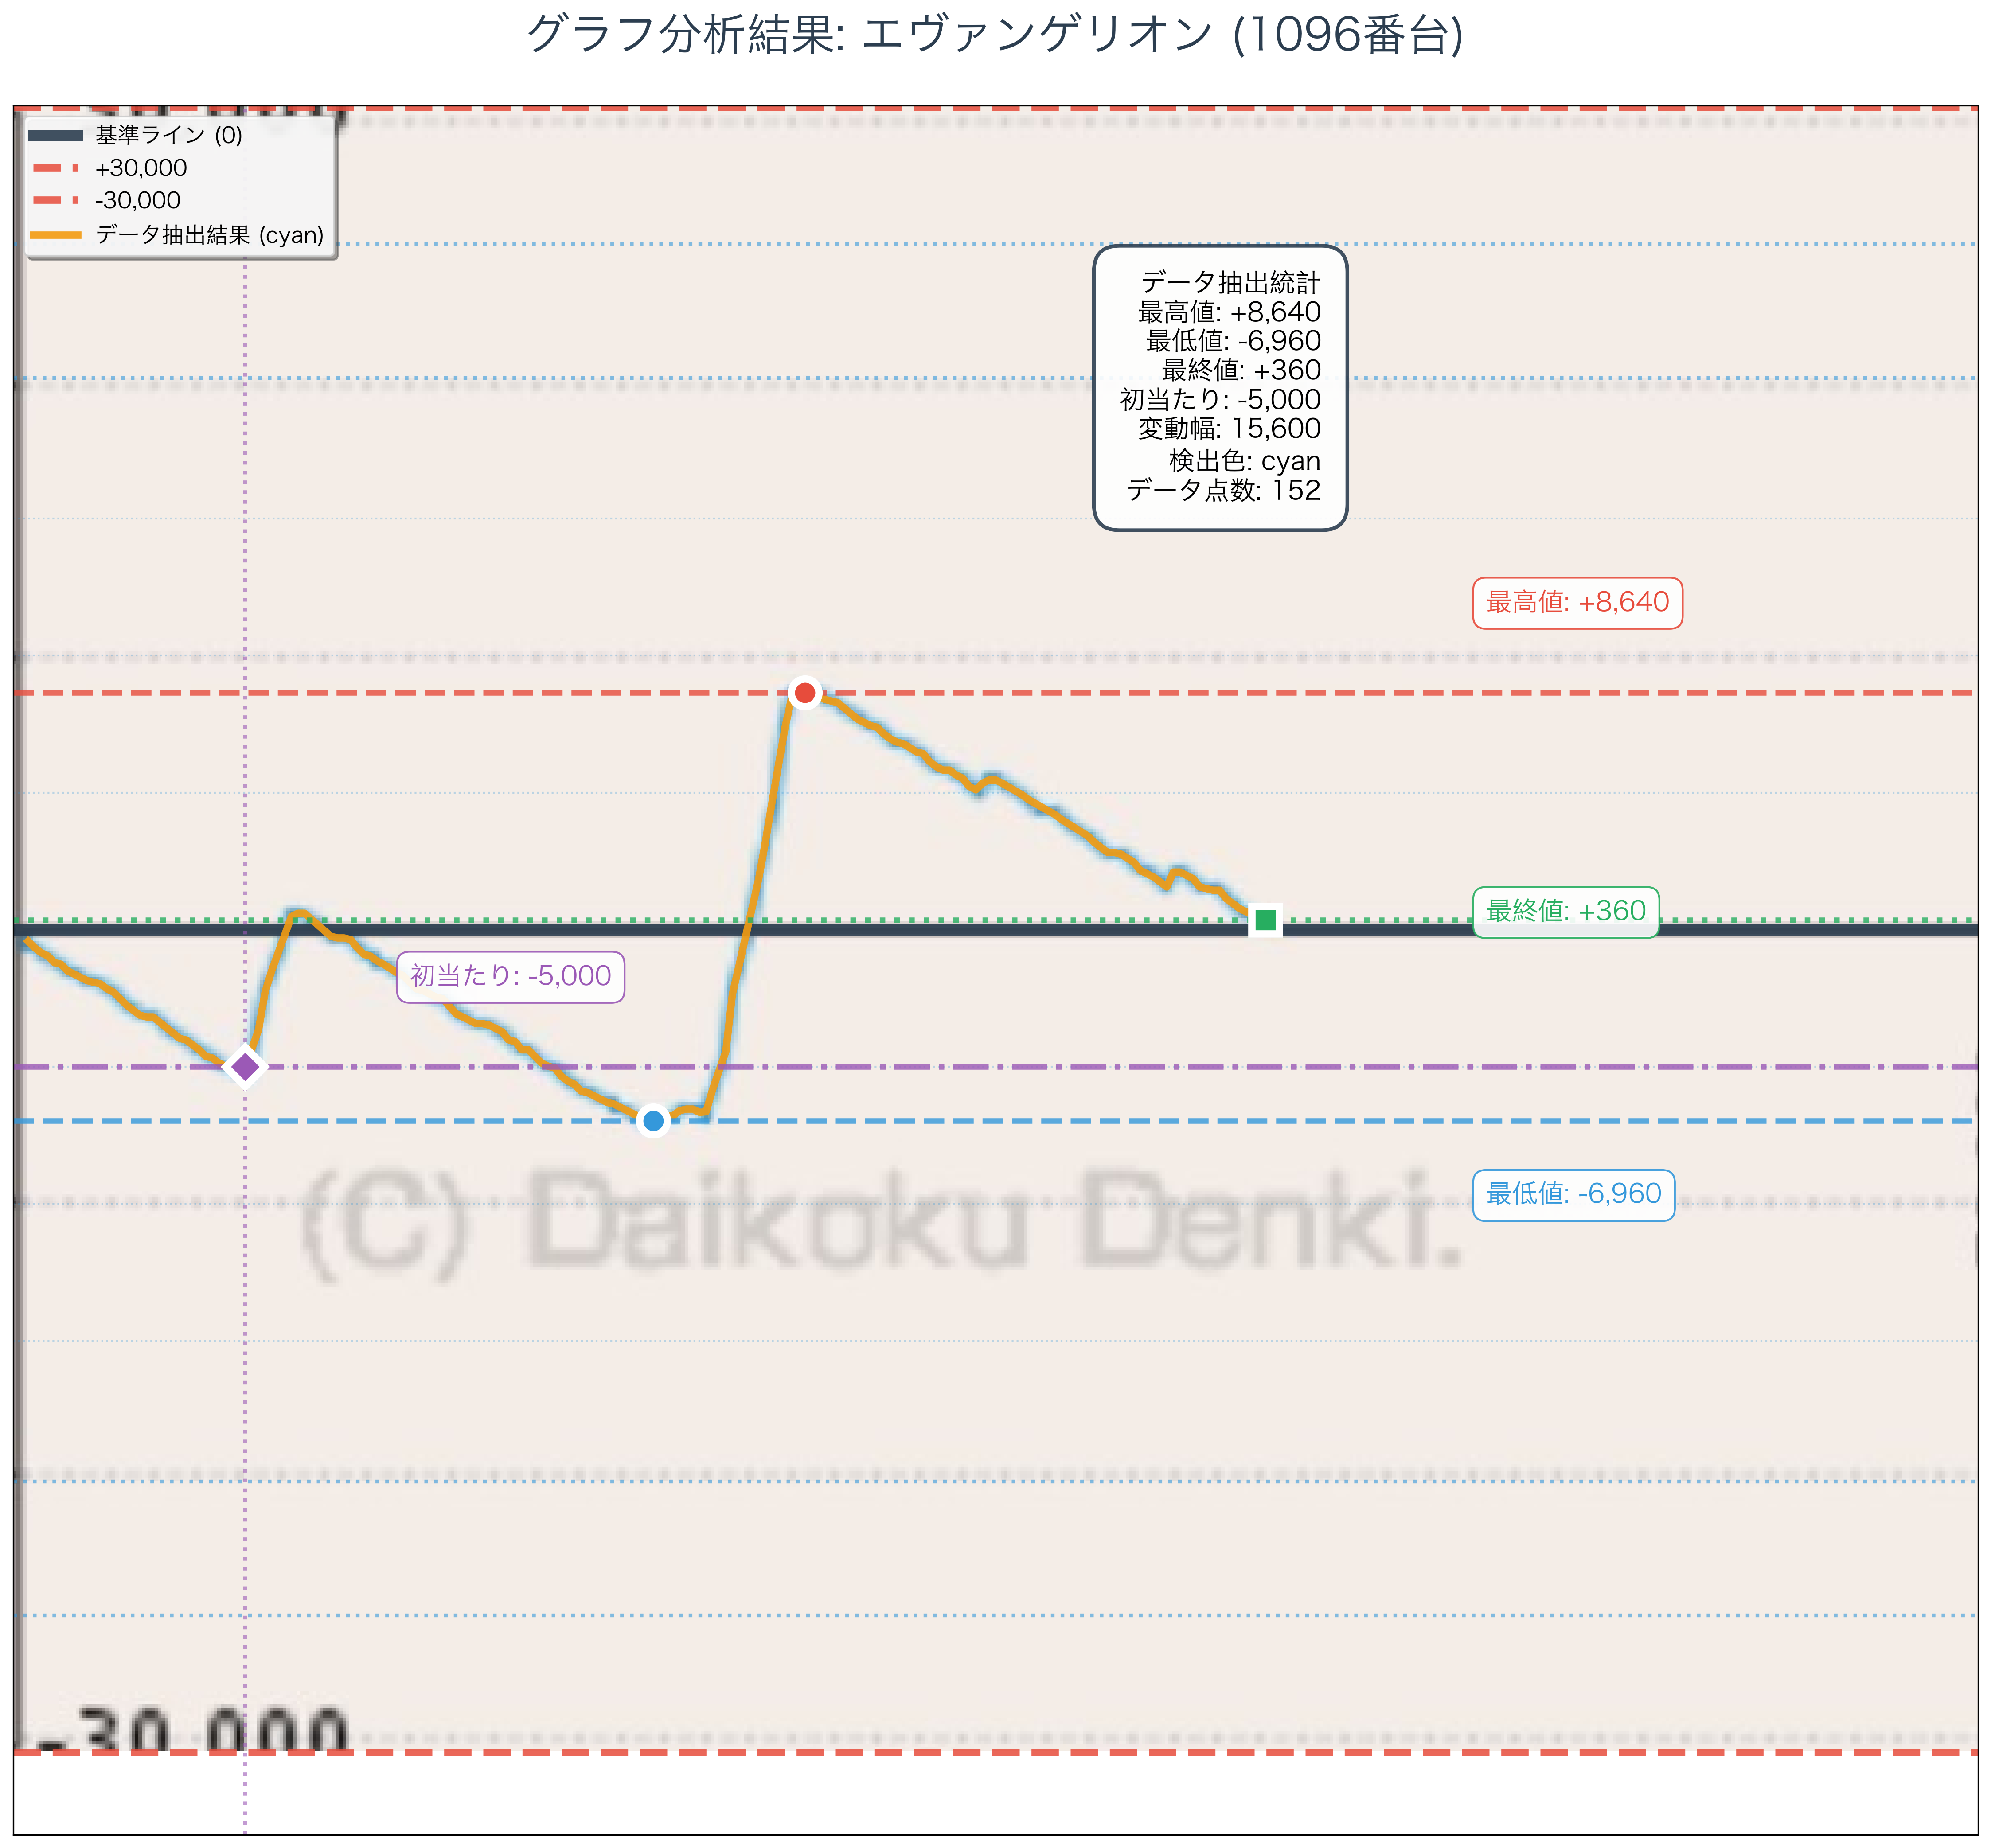 グラフ分析結果: エヴァンゲリオン (1096番台)
基準ライン (0)
+30,000
-30,000
データ抽出結果 (cyan)
データ抽出統計
最高値: +8,640
最低値: -6,960
最終値: +360
初当たり: -5,000
変動幅: 15,600
検出色: cyan
データ点数: 152
最高値: +8,640
最終値: +360
初当たり: -5,000
最低値: -6,960
(C) Daikoku Denki.
-30,000